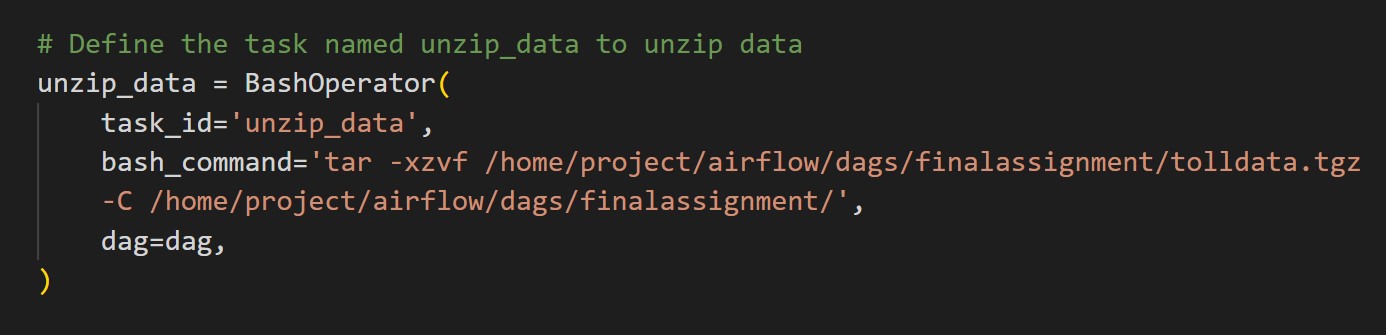 # Define the task named unzip_data to unzip data
unzip_data = BashOperator(
    task_id='unzip_data',
    bash_command='tar -xzvf /home/project/airflow/dags/finalassignment/tolldata.tgz
    -C /home/project/airflow/dags/finalassignment/',
    dag=dag,
)